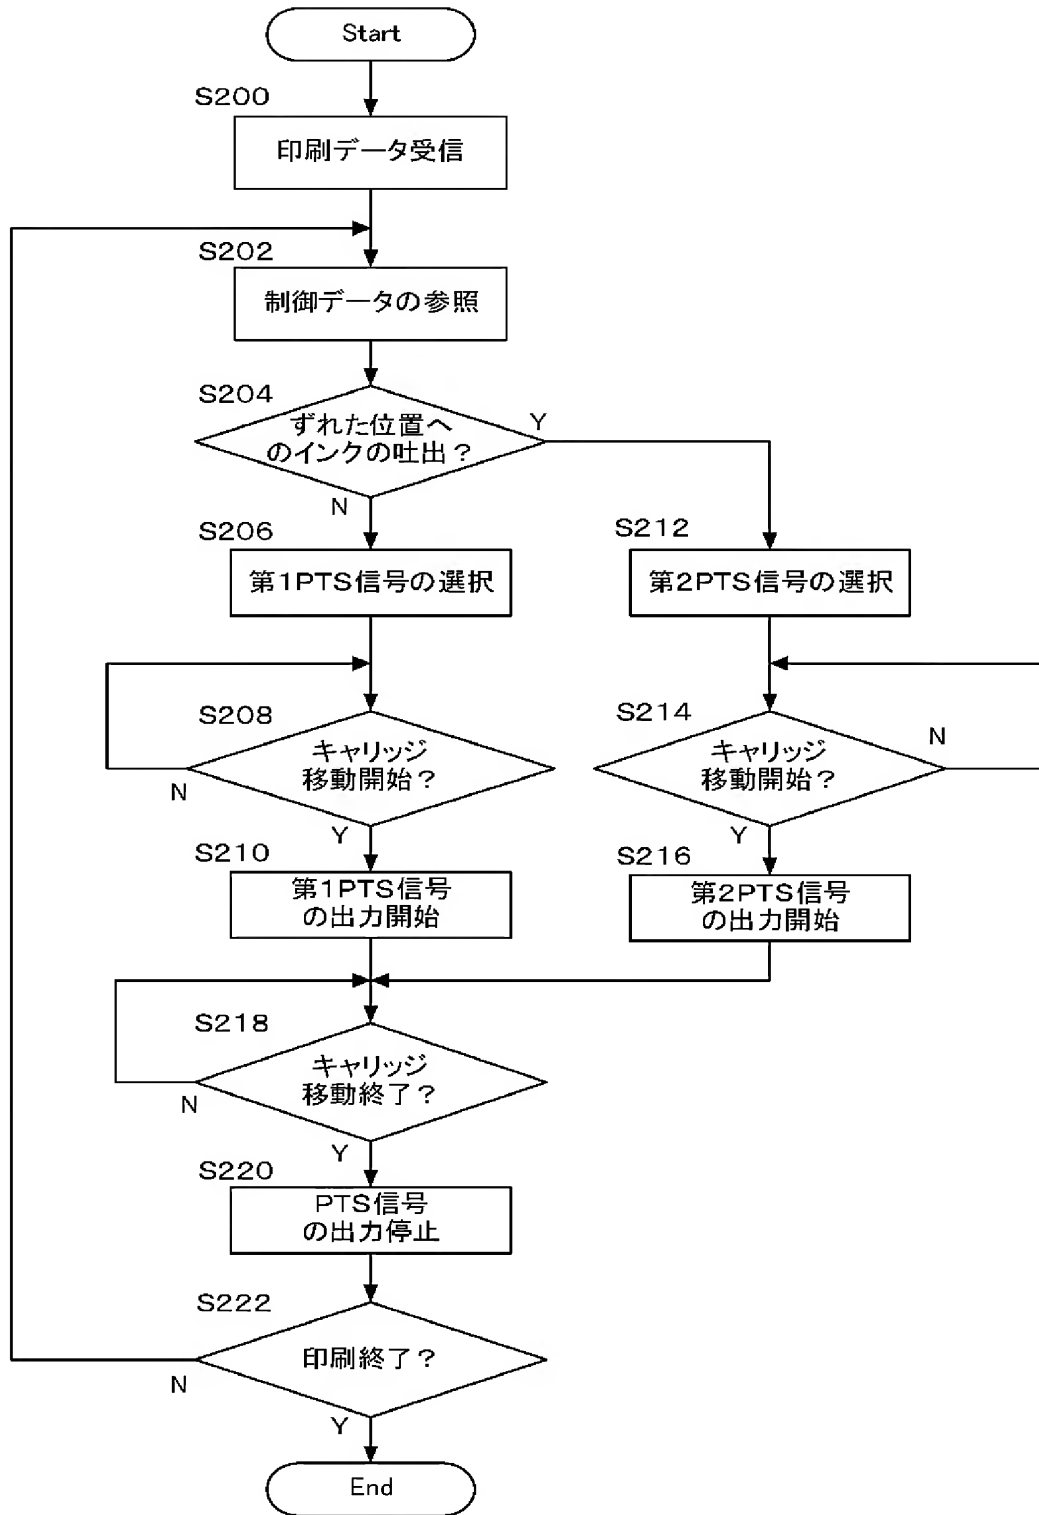 Start
S200
印刷データ受信
S202
制御データの参照
S204
ずれた位置へ
のインクの吐出？
Y
N
S206
第1PTS信号の選択
S212
第2PTS信号の選択
S208
キャリッジ
移動開始？
N
Y
S214
キャリッジ
移動開始？
N
Y
S210
第1PTS信号
の出力開始
S216
第2PTS信号
の出力開始
S218
キャリッジ
移動終了？
N
Y
S220
PTS信号
の出力停止
S222
印刷終了？
N
Y
End